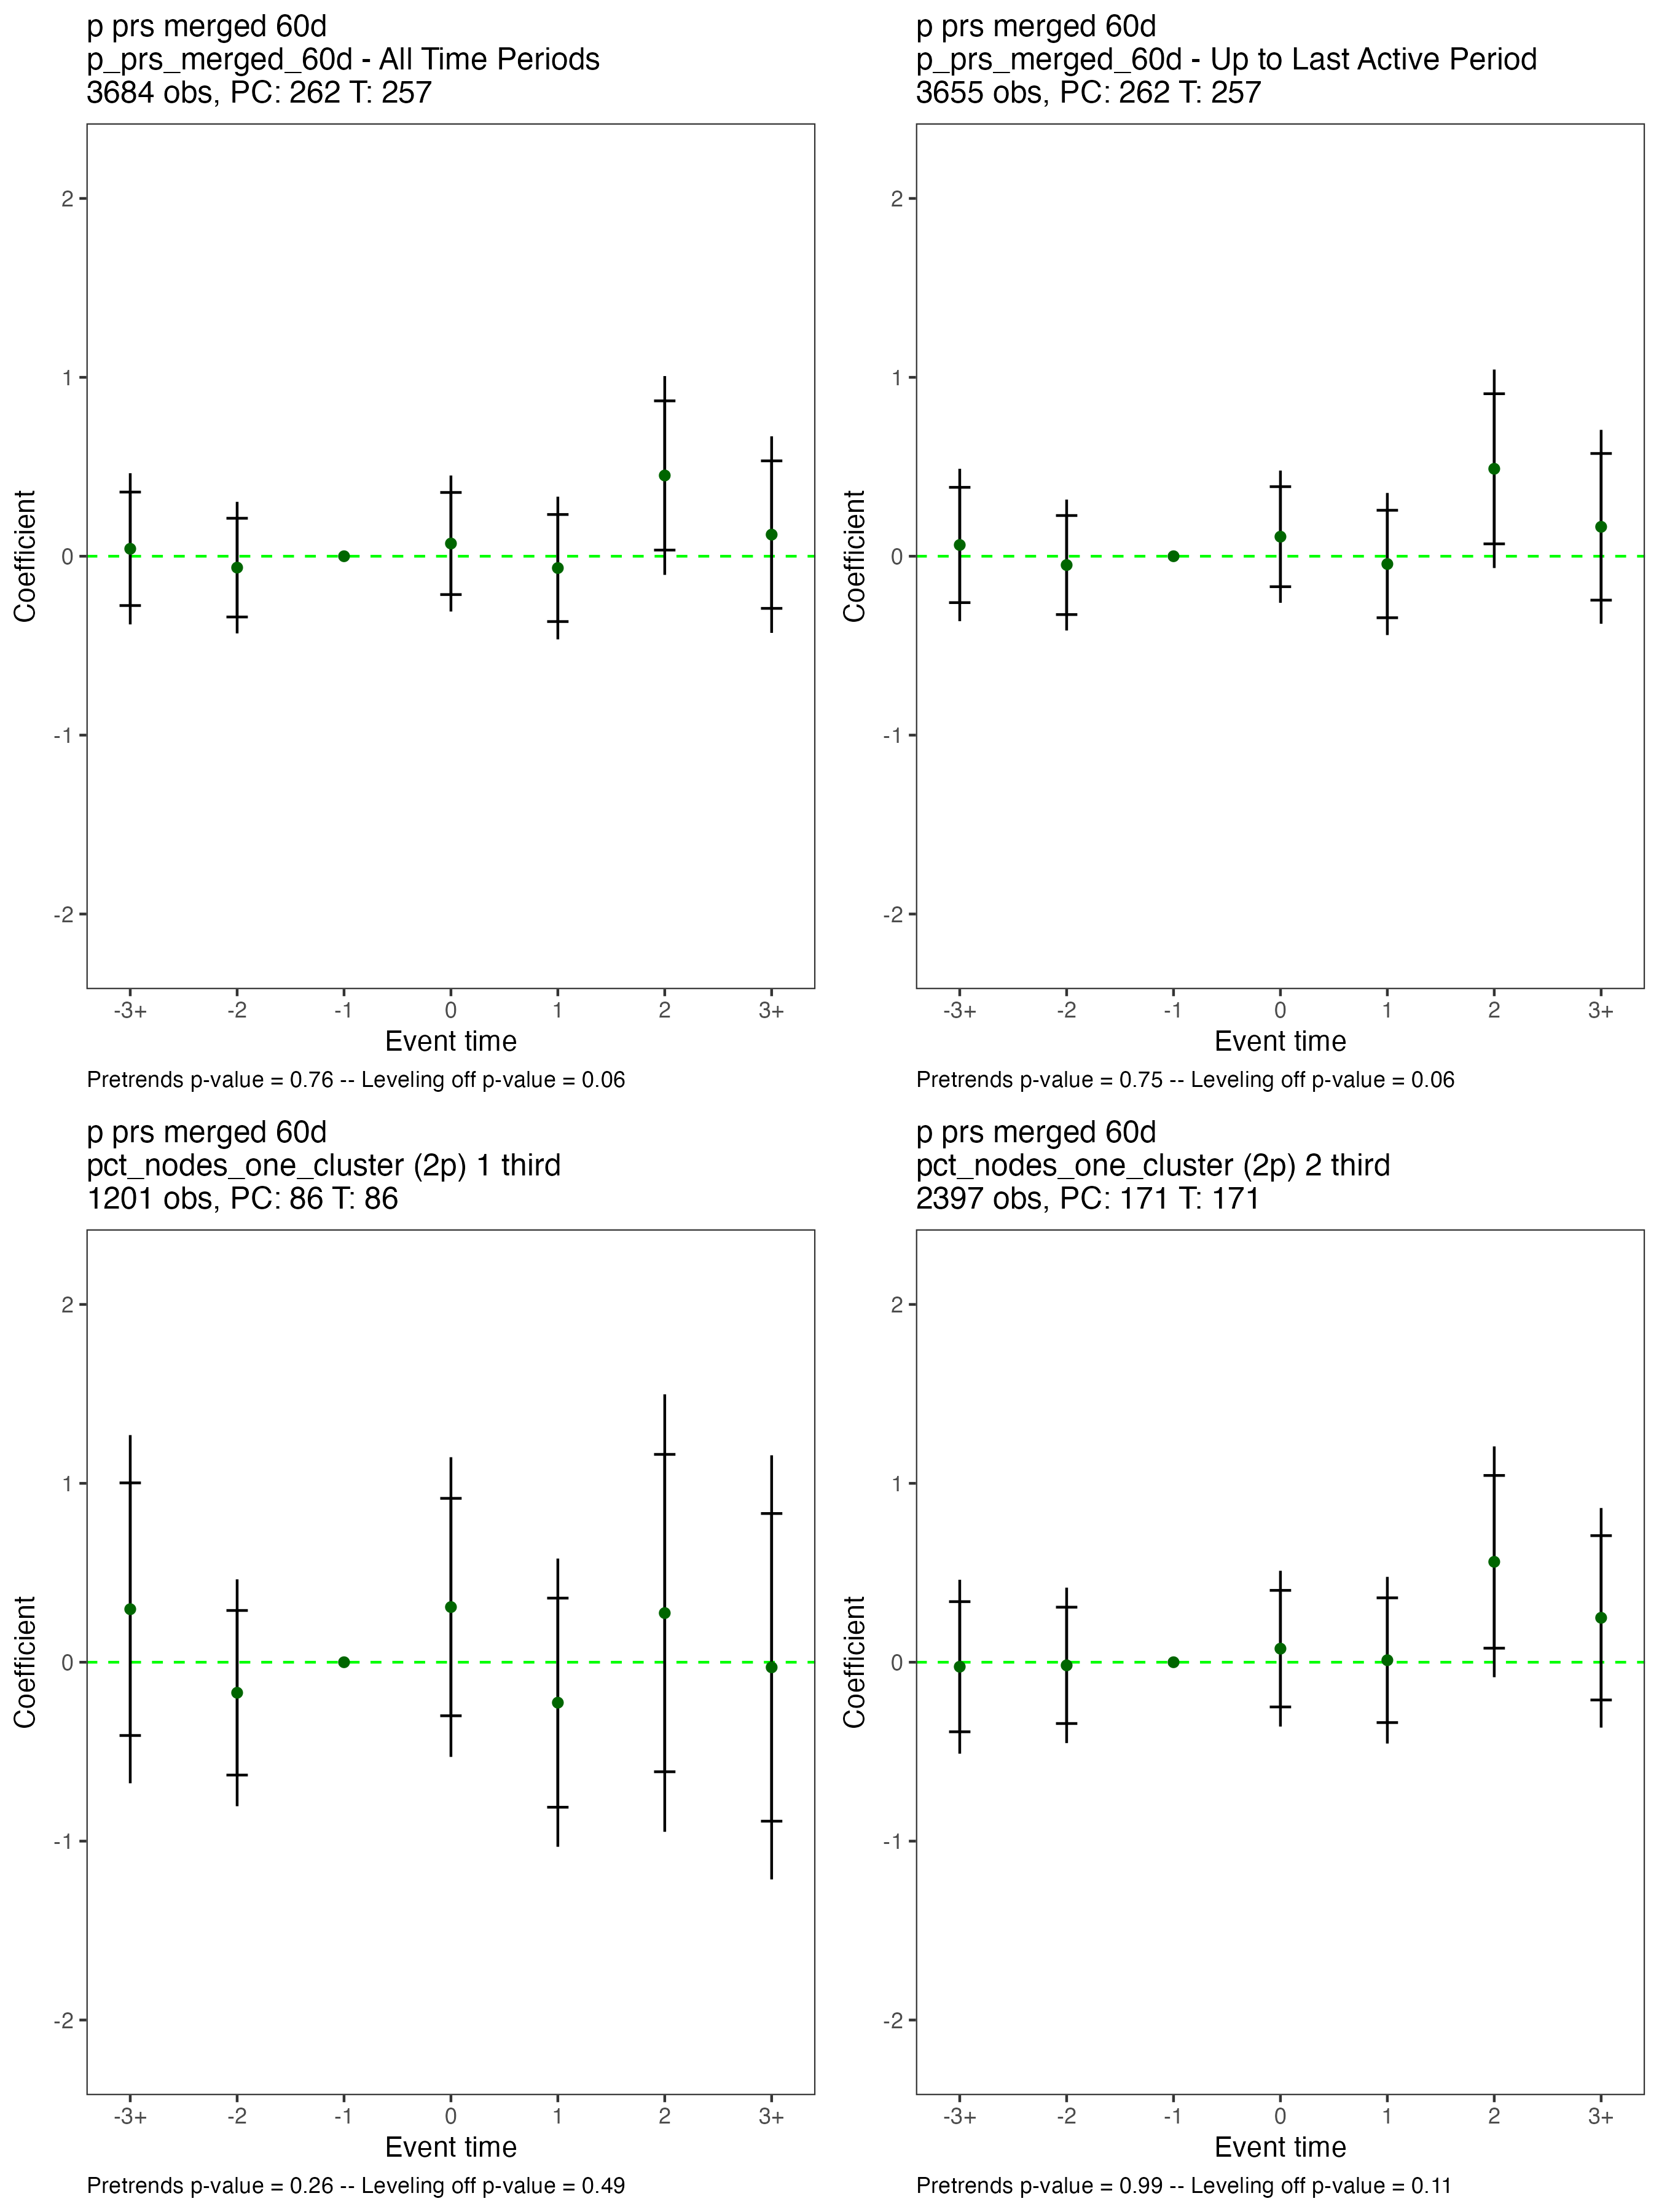 p prs merged 60d
p_prs_merged_60d - All Time Periods
3684 obs, PC: 262 T: 257
Coefficient
2
1
0
-1
-2
-3+ -2 -1 0 1 2 3+
Event time
Pretrends p-value = 0.76 -- Leveling off p-value = 0.06
p prs merged 60d
p_prs_merged_60d - Up to Last Active Period
3655 obs, PC: 262 T: 257
Coefficient
2
1
0
-1
-2
-3+ -2 -1 0 1 2 3+
Event time
Pretrends p-value = 0.75 -- Leveling off p-value = 0.06
p prs merged 60d
pct_nodes_one_cluster (2p) 1 third
1201 obs, PC: 86 T: 86
Coefficient
2
1
0
-1
-2
-3+ -2 -1 0 1 2 3+
Event time
Pretrends p-value = 0.26 -- Leveling off p-value = 0.49
p prs merged 60d
pct_nodes_one_cluster (2p) 2 third
2397 obs, PC: 171 T: 171
Coefficient
2
1
0
-1
-2
-3+ -2 -1 0 1 2 3+
Event time
Pretrends p-value = 0.99 -- Leveling off p-value = 0.11